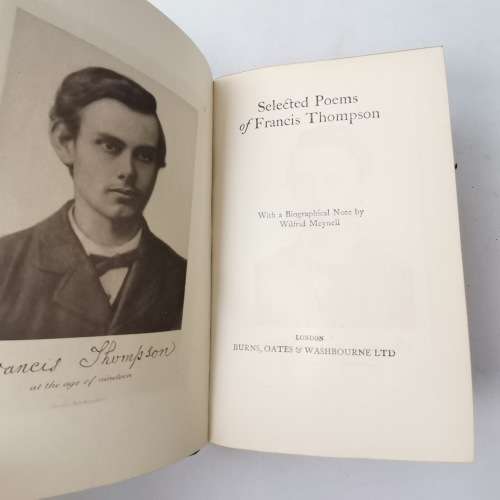 rancis Thompson
at the age of nineteen
Selected Poems
of Francis Thompson
With a Biographical Note by
Wilfrid Meynell
LONDON
BURNS, OATES & WASHBOURNE LTD